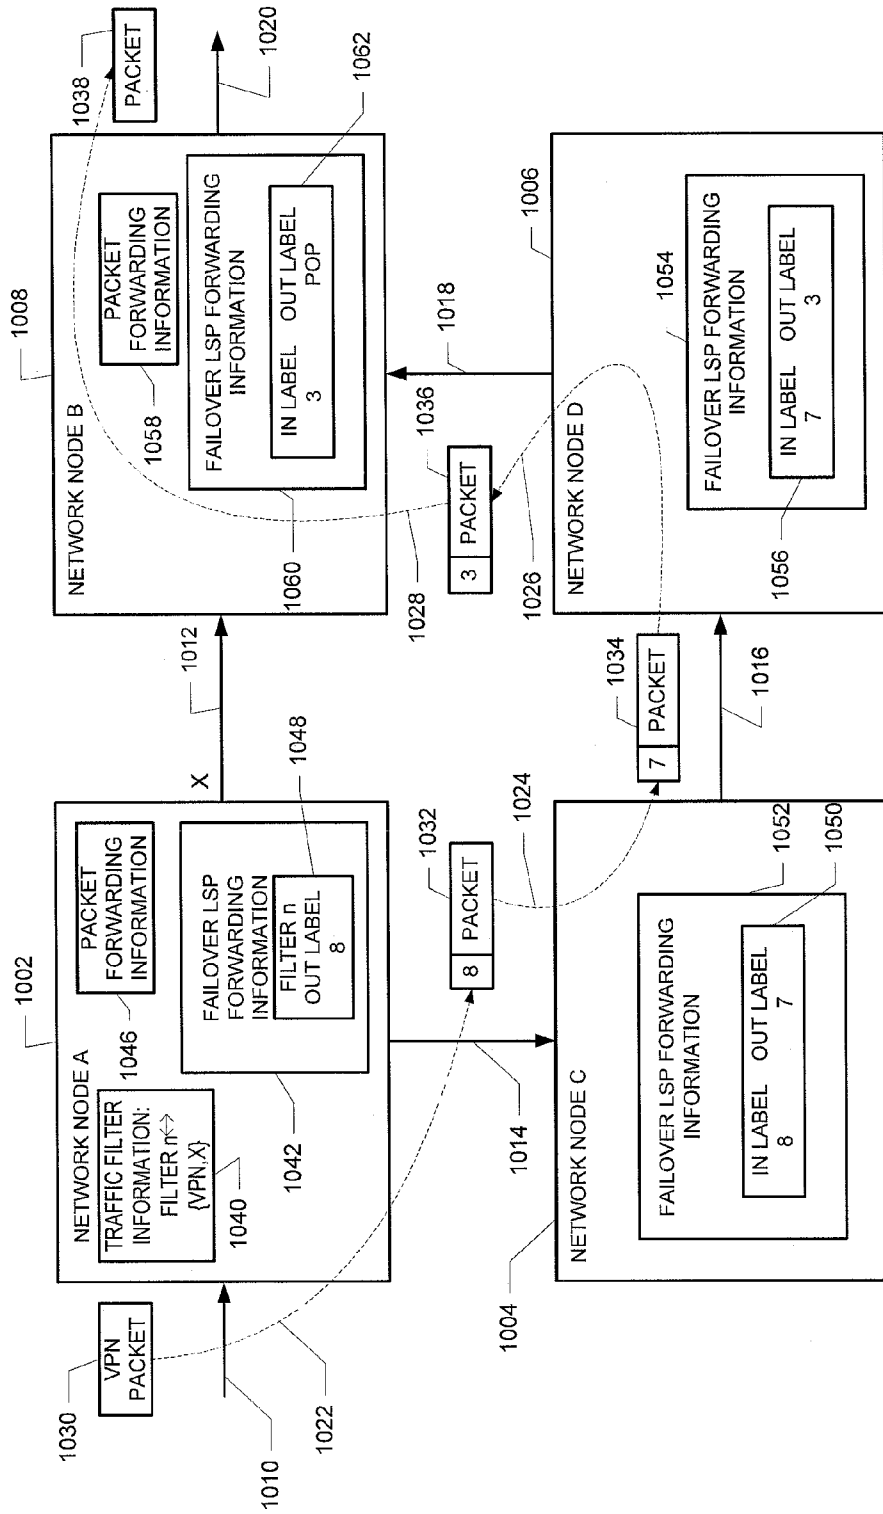 1030
VPN
PACKET
1010
1022
1002
NETWORK NODE A
TRAFFIC FILTER
INFORMATION:
FILTER n↔
{VPN,X}
1040
1046
PACKET
FORWARDING
INFORMATION
1042
FAILOVER LSP
FORWARDING
INFORMATION
FILTER n
OUT LABEL
8
1048
X
1012
1014
1032
8 PACKET
1024
1004
NETWORK NODE C
FAILOVER LSP FORWARDING
INFORMATION
IN LABEL OUT LABEL
8 7
1052
1050
1034
7 PACKET
1016
1008
NETWORK NODE B
1058
PACKET
FORWARDING
INFORMATION
1060
FAILOVER LSP FORWARDING
INFORMATION
IN LABEL OUT LABEL
3 POP
1038
PACKET
1020
1062
1028
1036
3 PACKET
1026
1018
1006
NETWORK NODE D
1054
FAILOVER LSP FORWARDING
INFORMATION
IN LABEL OUT LABEL
7 3
1056